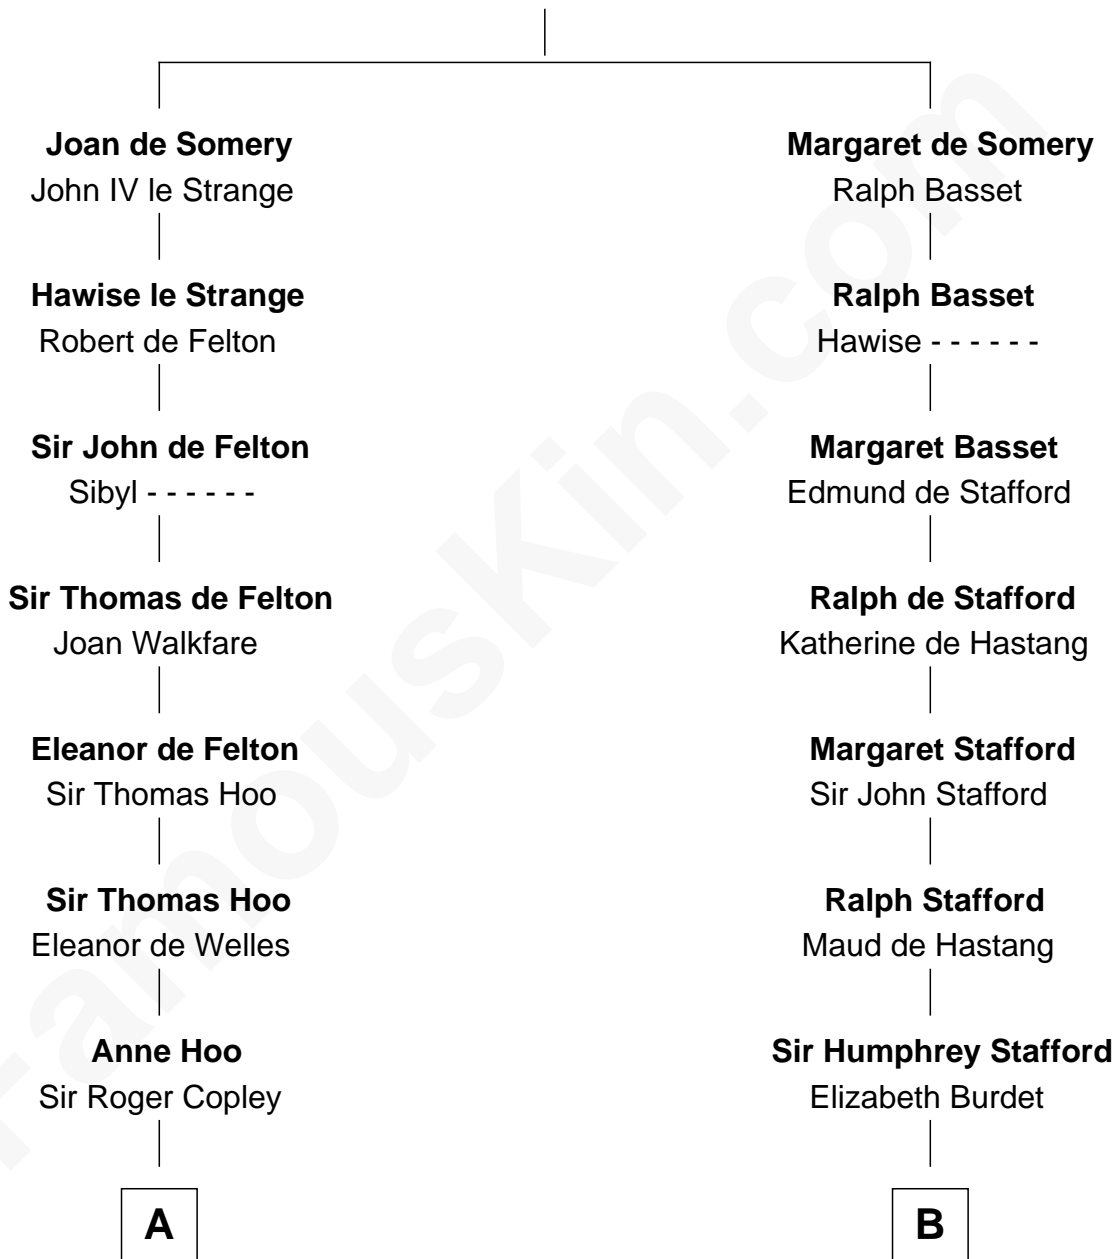 Joan de Somery
John IV le Strange
Hawise le Strange
Robert de Felton
Sir John de Felton
Sibyl - - - - - -
Sir Thomas de Felton
Joan Walkfare
Eleanor de Felton
Sir Thomas Hoo
Sir Thomas Hoo
Eleanor de Welles
Anne Hoo
Sir Roger Copley
A
Margaret de Somery
Ralph Basset
Ralph Basset
Hawise - - - - - -
Margaret Basset
Edmund de Stafford
Ralph de Stafford
Katherine de Hastang
Margaret Stafford
Sir John Stafford
Ralph Stafford
Maud de Hastang
Sir Humphrey Stafford
Elizabeth Burdet
B
FamousKin.com